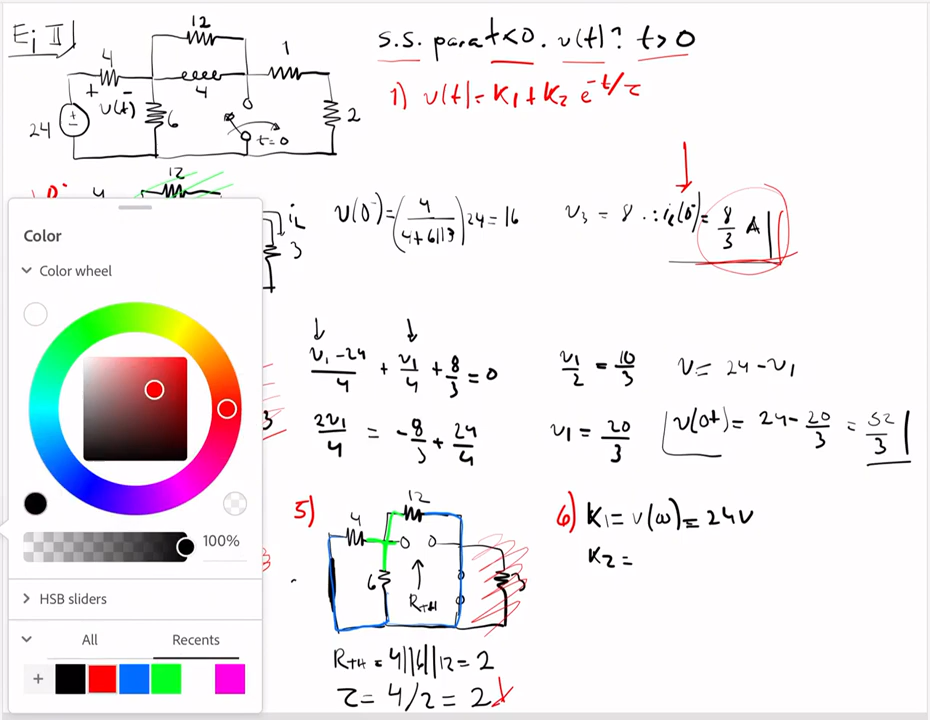 Ej II
12
4
1
4
+ -
v(t)
6
2
24
+
-
t=0
s.s. para t<0. v(t)? t>0
1) v(t)=K1+K2 e^-t/τ
12
v(0-)=(4/(4+6||3))24=16
v3 = 8 ∴ iL(0-)= 8/3 A
iL
3
(v1-24)/4 + v1/4 + 8/3 = 0
v1/2 = 10/3
v= 24-v1
2v1/4 = -8/3 + 24/4
v1 = 20/3
v(0+)= 24- 20/3 = 52/3
3
5)
12
4
6
RTH
3
RTH = 4||6||12 = 2
τ= 4/2 = 2
6) K1= v(∞)= 24v
K2 =
Color
Color wheel
100%
HSB sliders
All
Recents
+